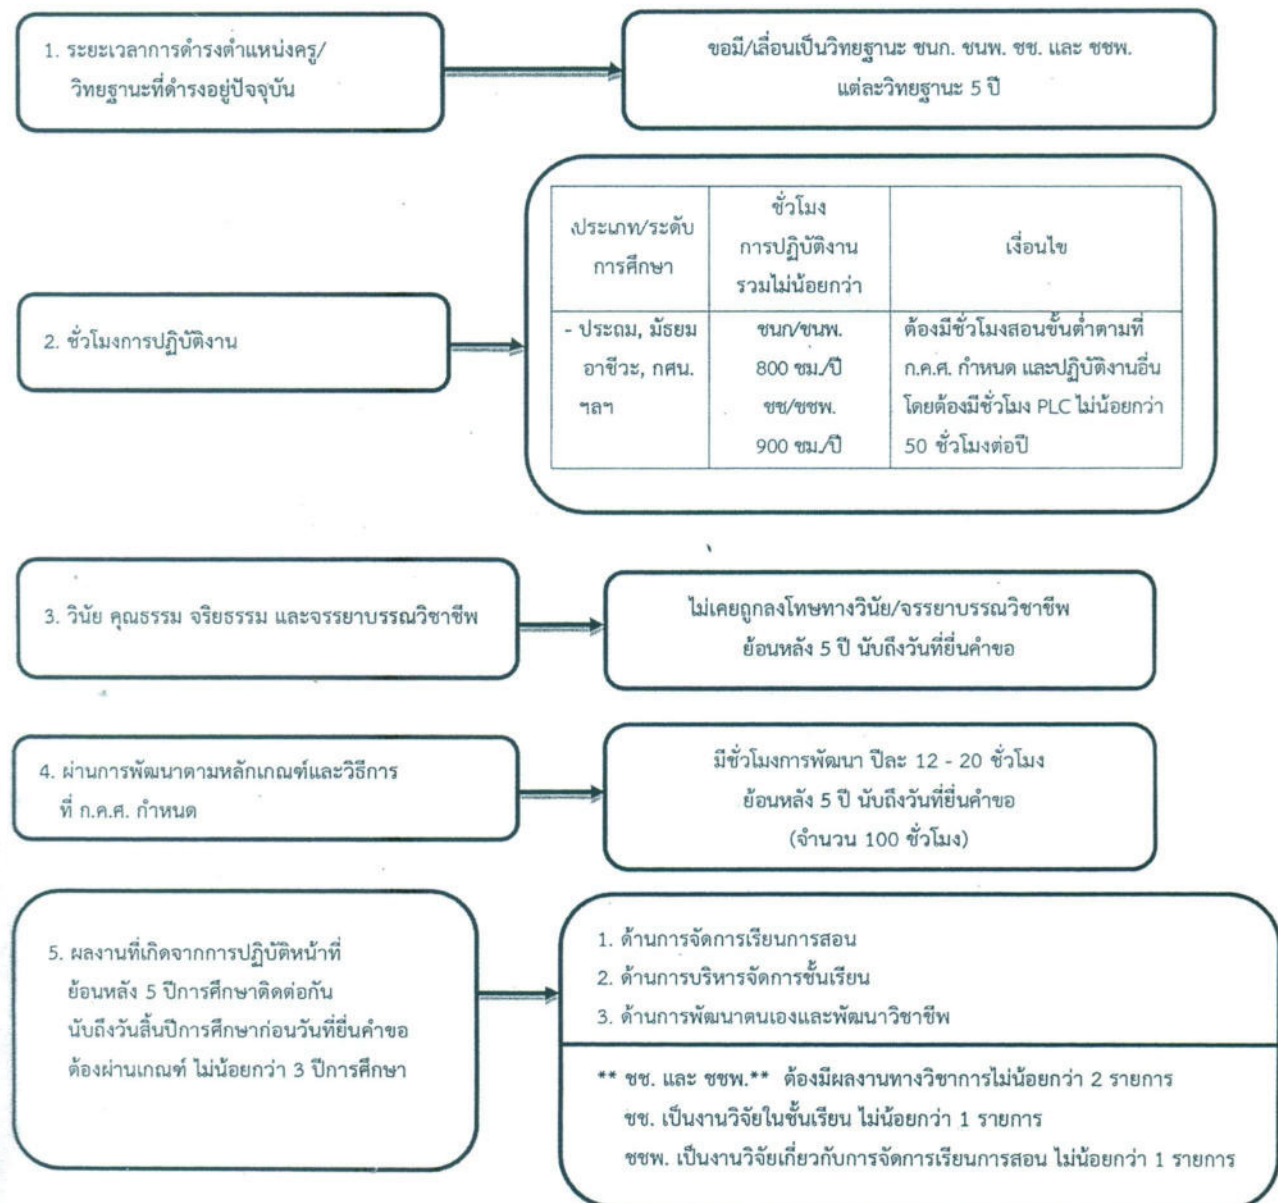 1. ระยะเวลาการดำรงตำแหน่งครู/
วิทยฐานะที่ดำรงอยู่ปัจจุบัน
ขอมี/เลื่อนเป็นวิทยฐานะ ชนก. ชนพ. ชช. และ ชชพ.
แต่ละวิทยฐานะ 5 ปี
2. ชั่วโมงการปฏิบัติงาน
ประเภท/ระดับ
การศึกษา
ชั่วโมง
การปฏิบัติงาน
รวมไม่น้อยกว่า
เงื่อนไข
- ประถม, มัธยม
อาชีวะ, กศน.
ฯลฯ
ชนก/ชนพ.
800 ชม./ปี
ชช/ชชพ.
900 ชม./ปี
ต้องมีชั่วโมงสอนขั้นต่ำตามที่
ก.ค.ศ. กำหนด และปฏิบัติงานอื่น
โดยต้องมีชั่วโมง PLC ไม่น้อยกว่า
50 ชั่วโมงต่อปี
3. วินัย คุณธรรม จริยธรรม และจรรยาบรรณวิชาชีพ
ไม่เคยถูกลงโทษทางวินัย/จรรยาบรรณวิชาชีพ
ย้อนหลัง 5 ปี นับถึงวันที่ยื่นคำขอ
4. ผ่านการพัฒนาตามหลักเกณฑ์และวิธีการ
ที่ ก.ค.ศ. กำหนด
มีชั่วโมงการพัฒนา ปีละ 12 - 20 ชั่วโมง
ย้อนหลัง 5 ปี นับถึงวันที่ยื่นคำขอ
(จำนวน 100 ชั่วโมง)
5. ผลงานที่เกิดจากการปฏิบัติหน้าที่
ย้อนหลัง 5 ปีการศึกษาติดต่อกัน
นับถึงวันสิ้นปีการศึกษาก่อนวันที่ยื่นคำขอ
ต้องผ่านเกณฑ์ ไม่น้อยกว่า 3 ปีการศึกษา
1. ด้านการจัดการเรียนการสอน
2. ด้านการบริหารจัดการชั้นเรียน
3. ด้านการพัฒนาตนเองและพัฒนาวิชาชีพ
** ชช. และ ชชพ.** ต้องมีผลงานทางวิชาการไม่น้อยกว่า 2 รายการ
ชช. เป็นงานวิจัยในชั้นเรียน ไม่น้อยกว่า 1 รายการ
ชชพ. เป็นงานวิจัยเกี่ยวกับการจัดการเรียนการสอน ไม่น้อยกว่า 1 รายการ